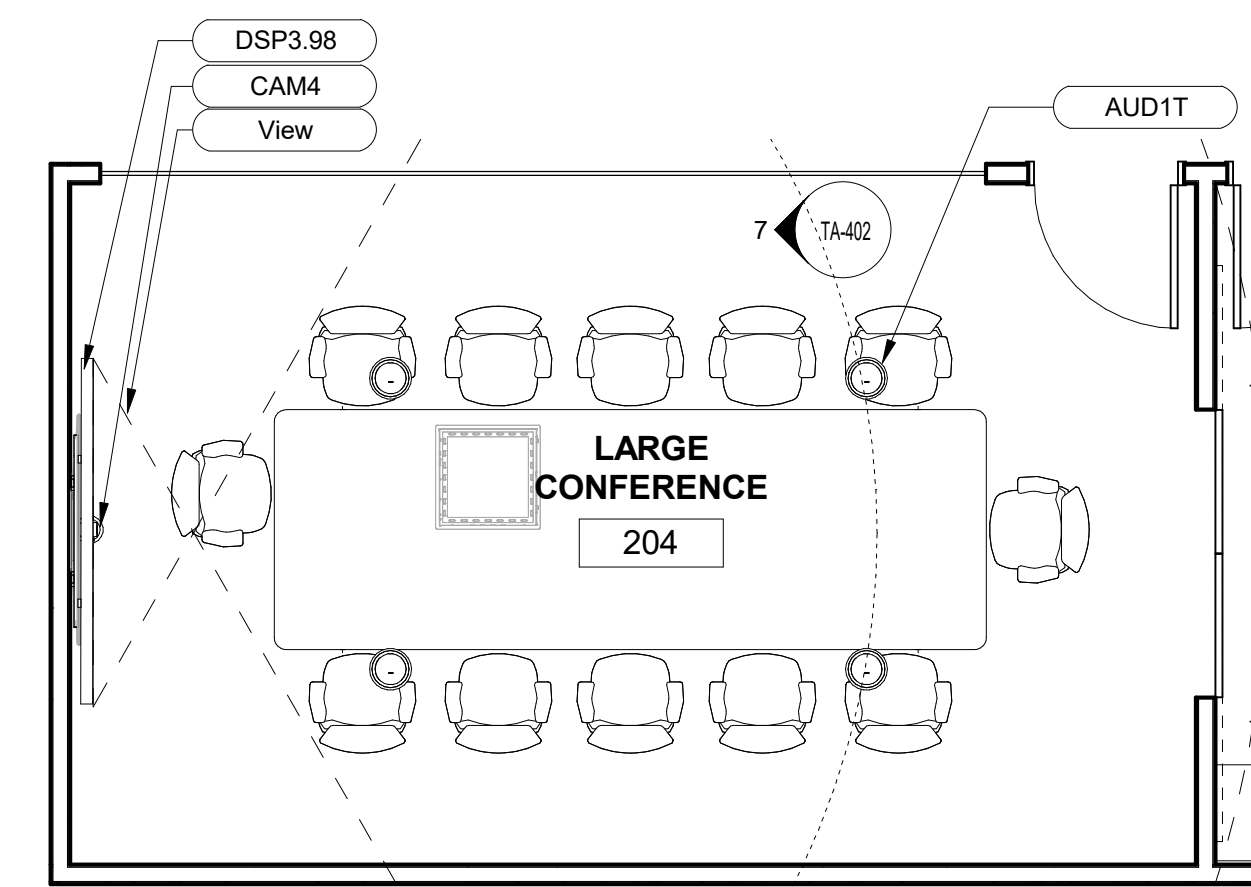 DSP3.98
CAM4
View
AUD1T
7
TA-402
LARGE
CONFERENCE
204